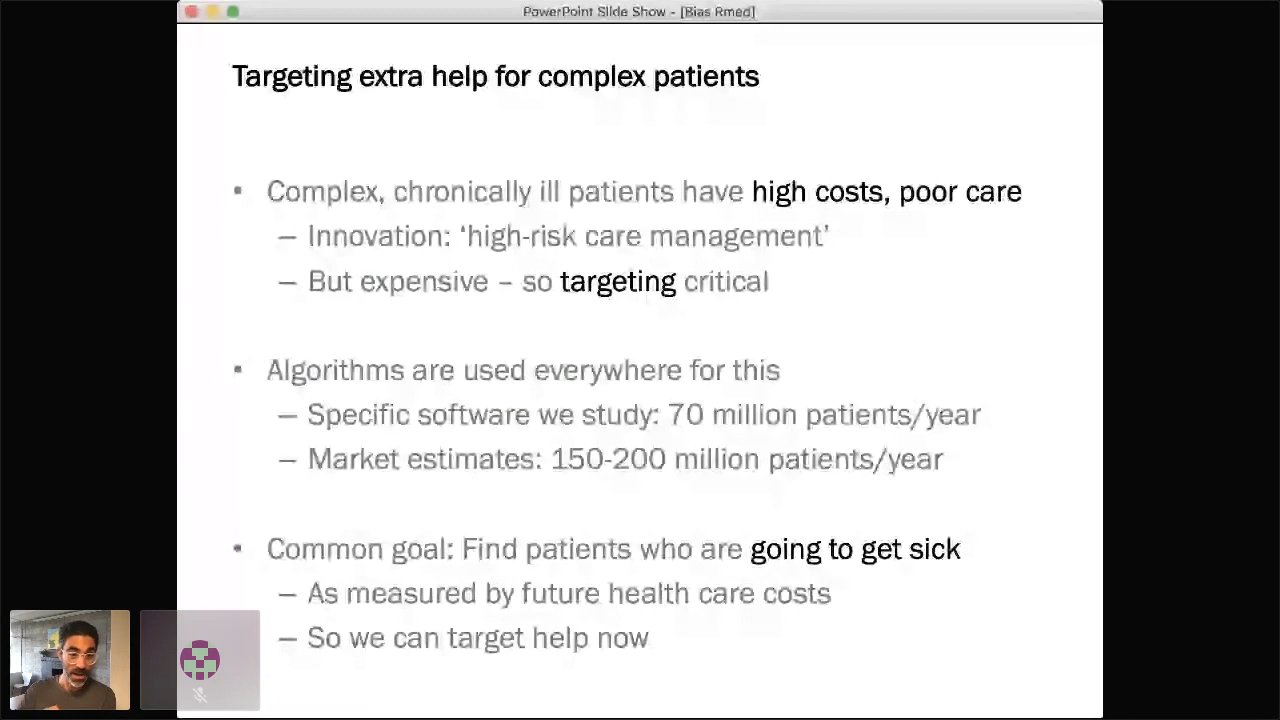 PowerPoint Slide Show - [Bias Rmed]
Targeting extra help for complex patients
• Complex, chronically ill patients have high costs, poor care
– Innovation: ‘high-risk care management’
– But expensive – so targeting critical
• Algorithms are used everywhere for this
– Specific software we study: 70 million patients/year
– Market estimates: 150-200 million patients/year
• Common goal: Find patients who are going to get sick
– As measured by future health care costs
– So we can target help now